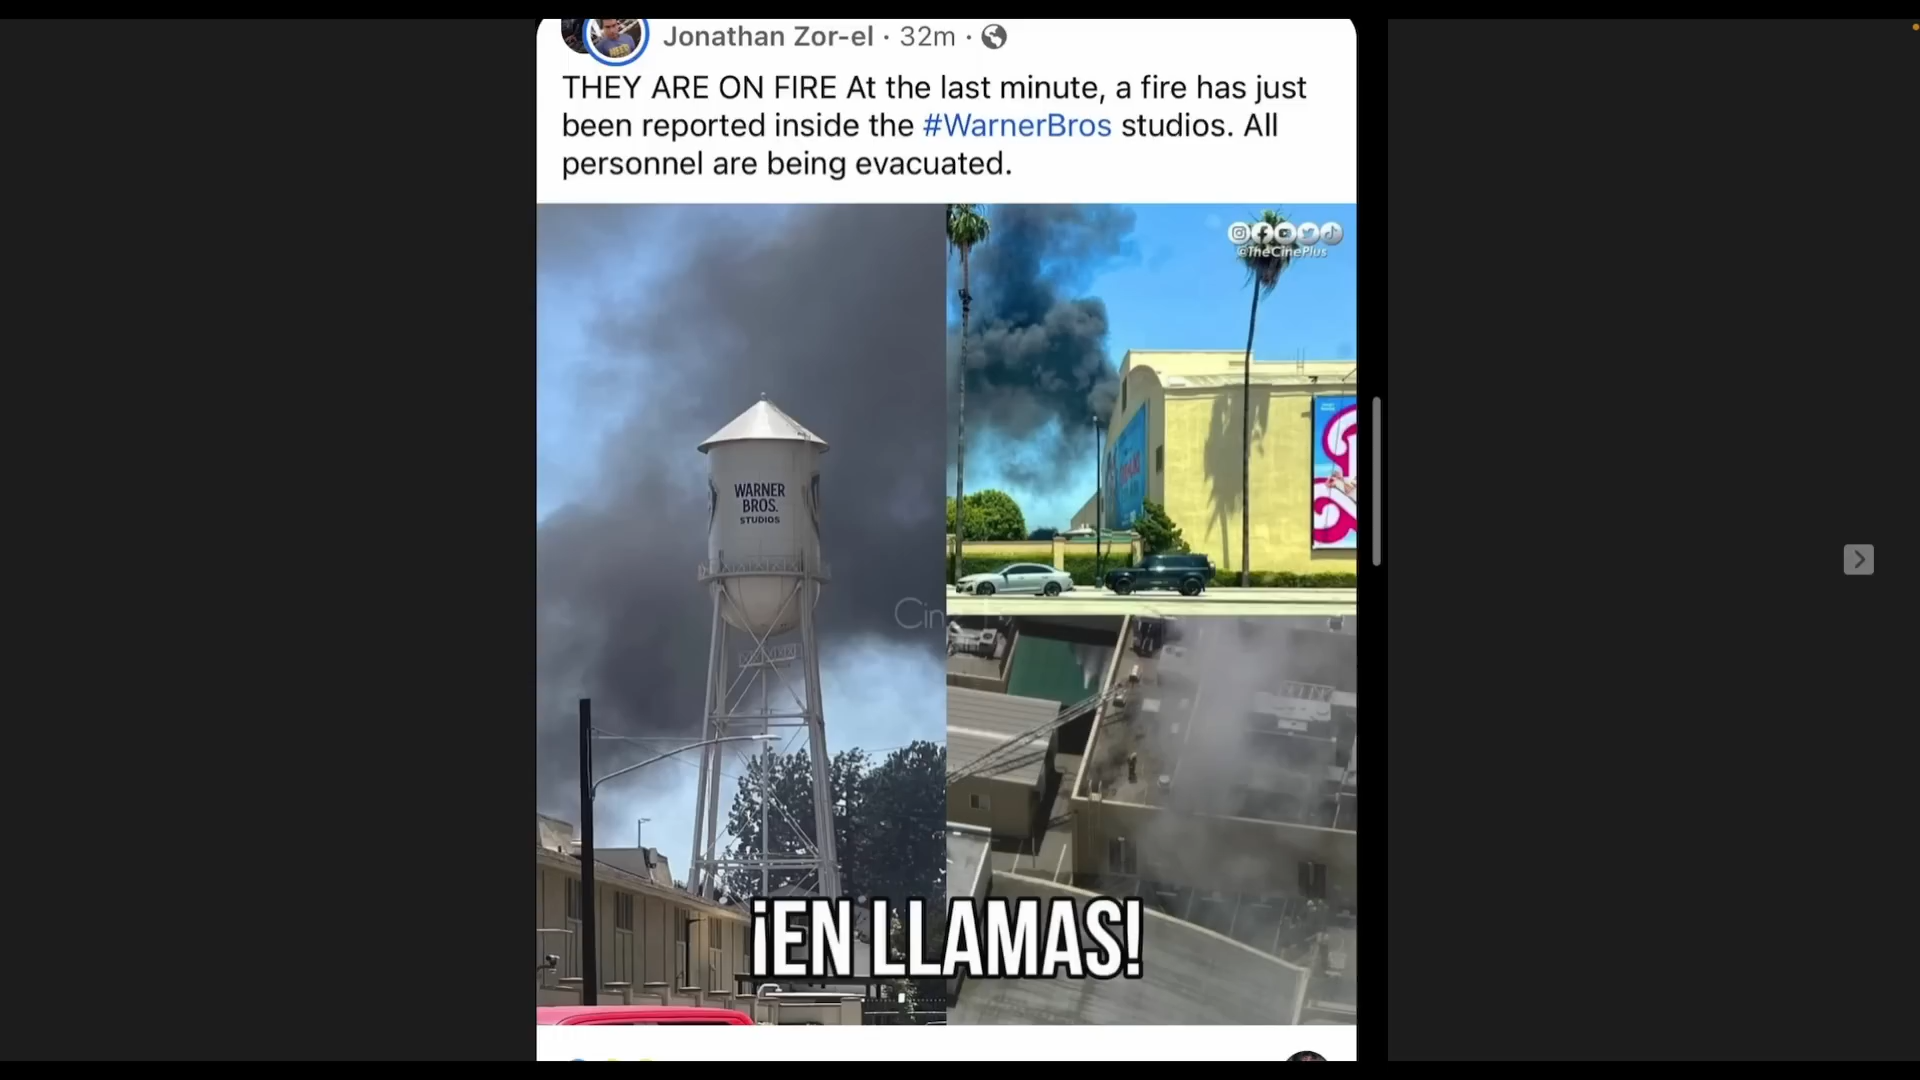 Jonathan Zor-el · 32m ·
THEY ARE ON FIRE At the last minute, a fire has just
been reported inside the #WarnerBros studios. All
personnel are being evacuated.
@TheCinePlus
WARNER
BROS.
STUDIOS
Cin
¡EN LLAMAS!